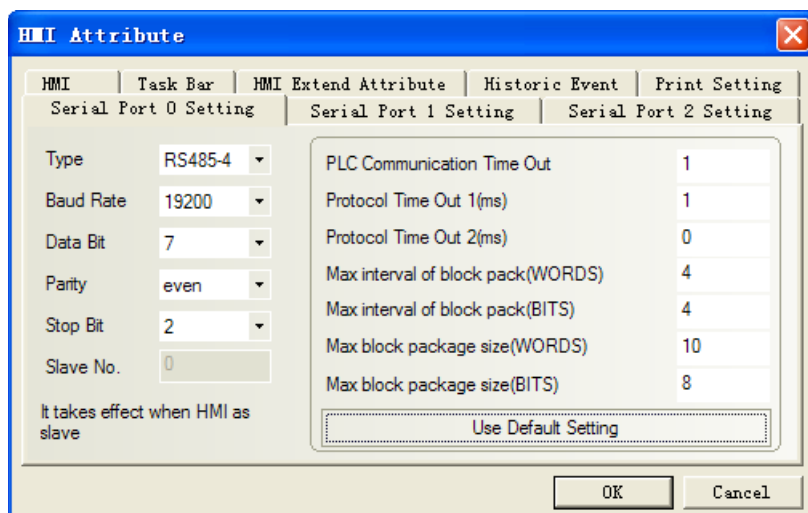 HMI Attribute
HMI Task Bar HMI Extend Attribute Historic Event Print Setting
Serial Port 0 Setting Serial Port 1 Setting Serial Port 2 Setting
Type RS485-4
Baud Rate 19200
Data Bit 7
Parity even
Stop Bit 2
Slave No. 0
It takes effect when HMI as
slave
PLC Communication Time Out 1
Protocol Time Out 1(ms) 1
Protocol Time Out 2(ms) 0
Max interval of block pack(WORDS) 4
Max interval of block pack(BITS) 4
Max block package size(WORDS) 10
Max block package size(BITS) 8
Use Default Setting
OK Cancel